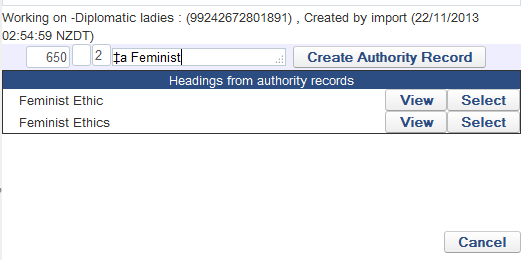 Working on -Diplomatic ladies : (99242672801891) , Created by import (22/11/2013
02:54:59 NZDT)
650 2 ‡a Feminist Create Authority Record
Headings from authority records
Feminist Ethic View Select
Feminist Ethics View Select
Cancel